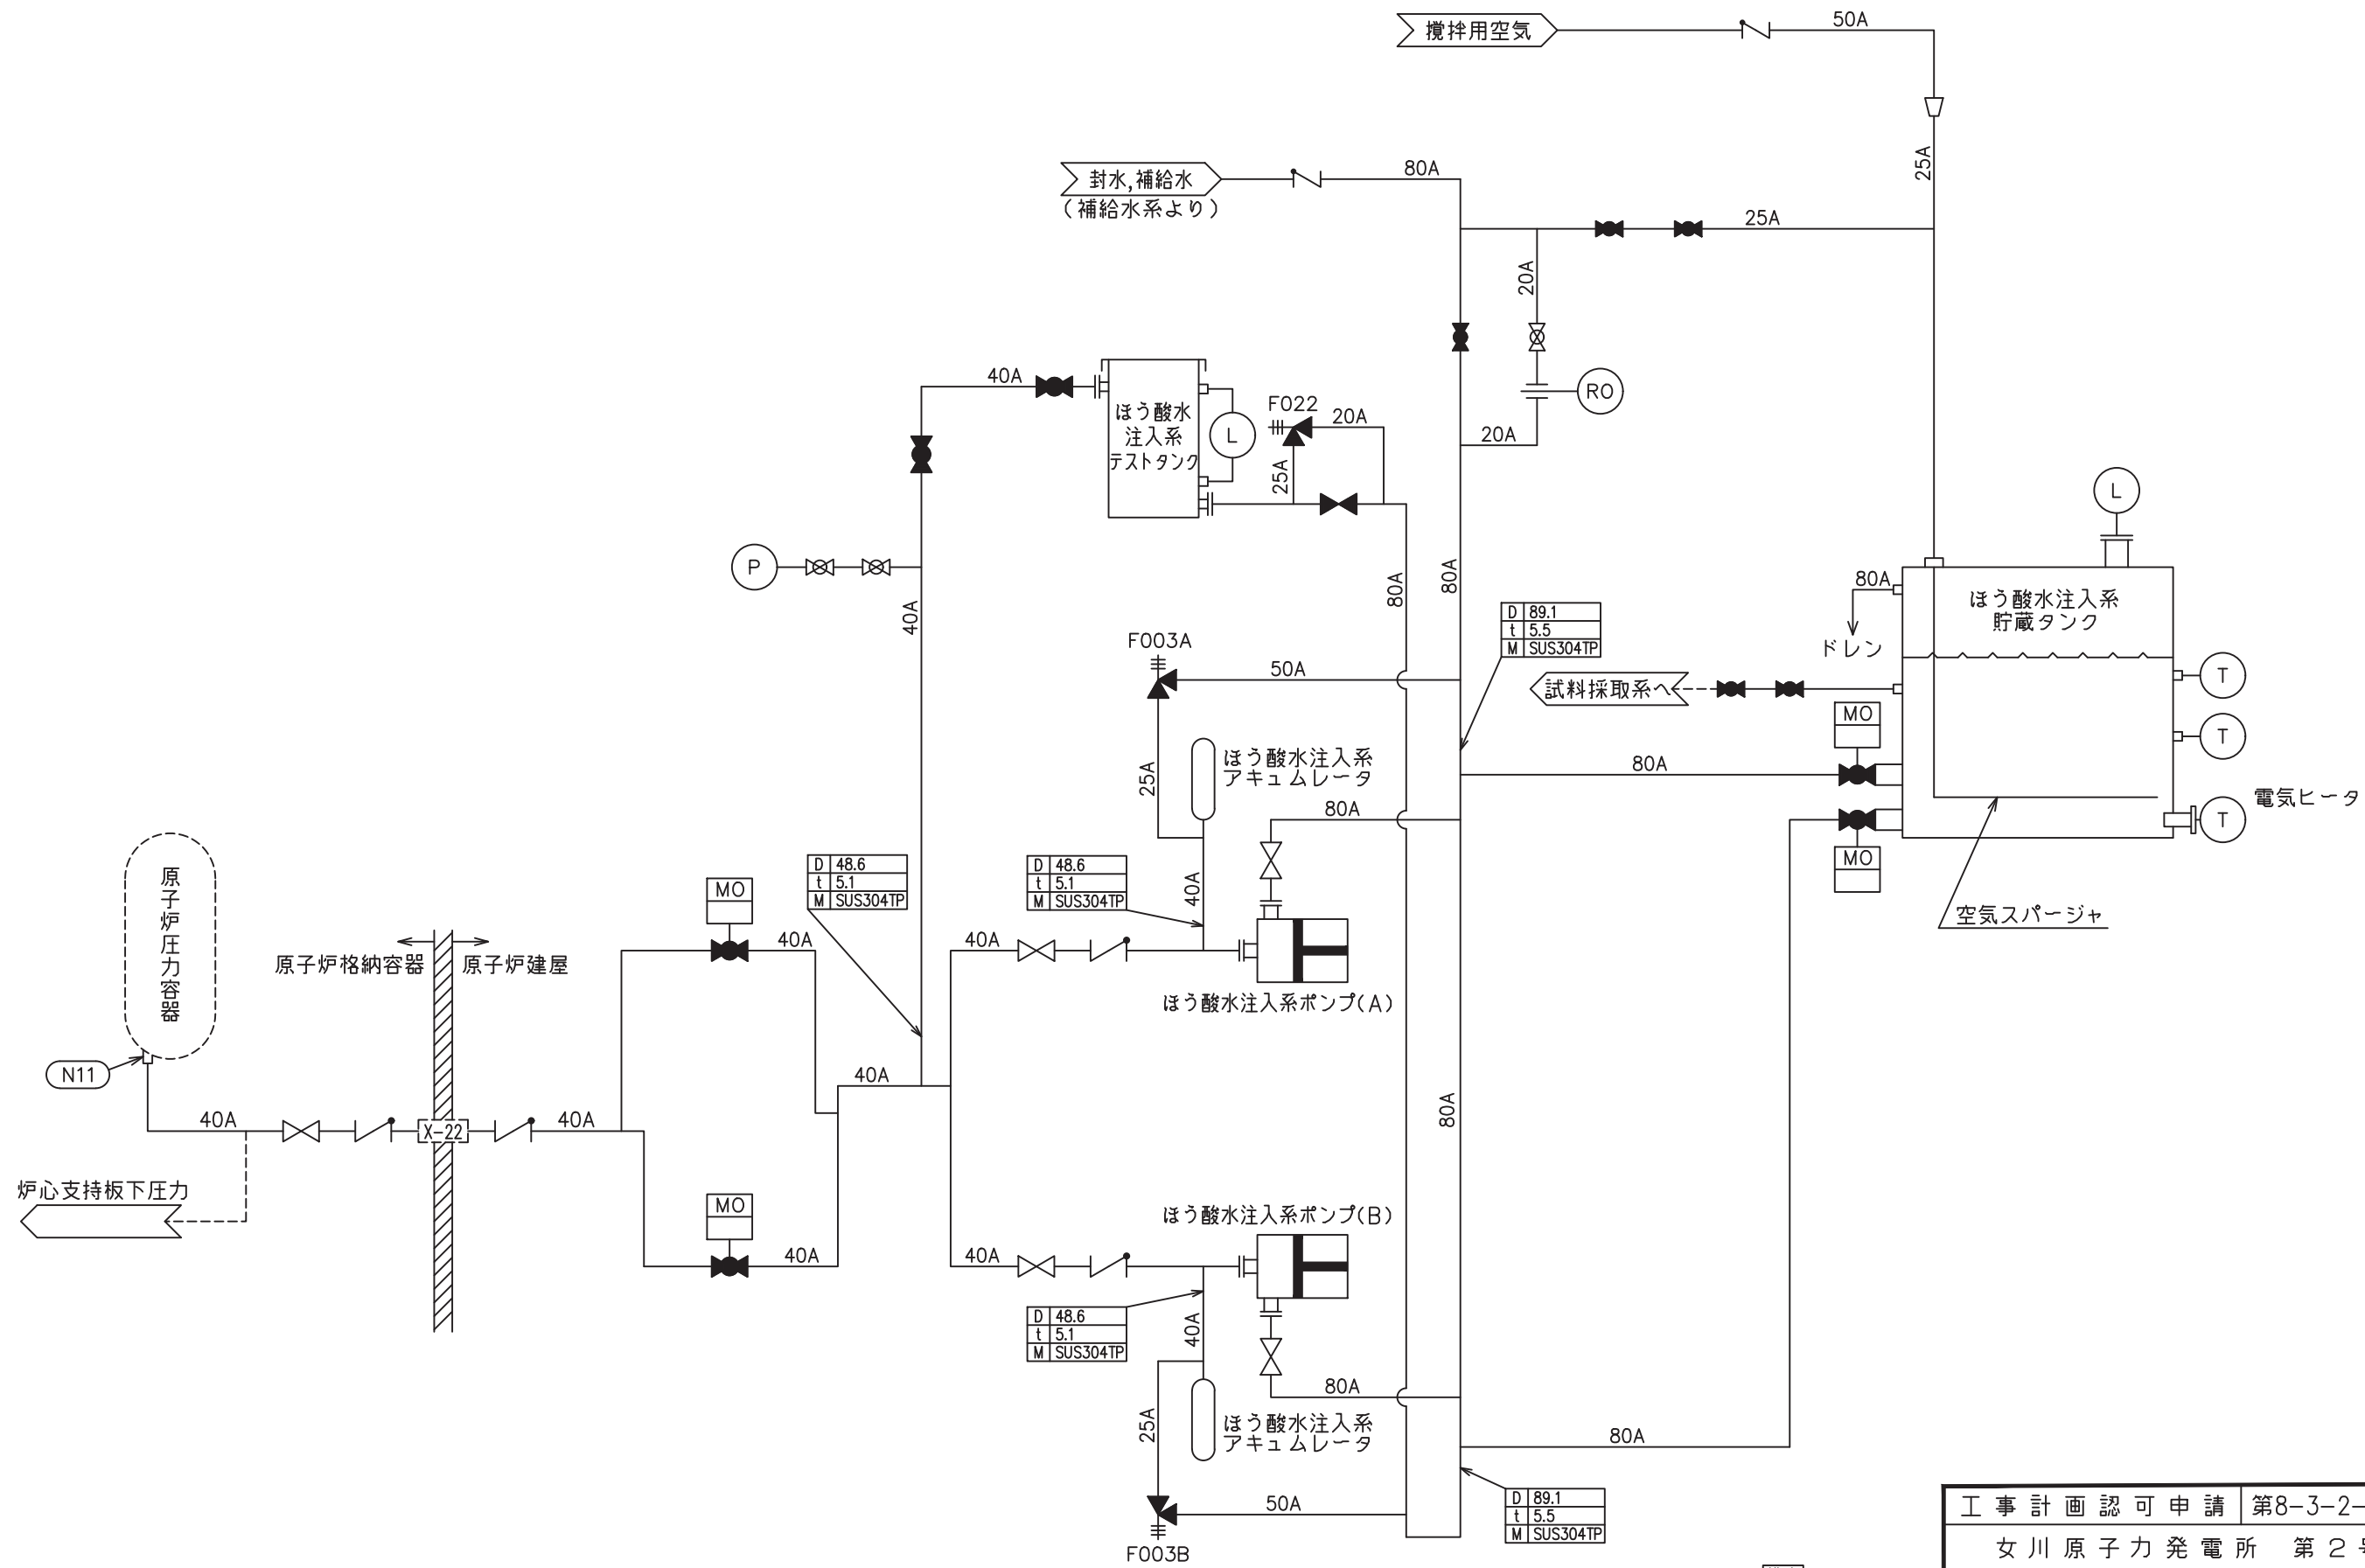 撹拌用空気
50A
25A
封水,補給水
(補給水系より)
80A
25A
20A
RO
20A
40A
ほう酸水
注入系
テストタンク
L
F022
20A
25A
P
40A
80A
80A
L
80A
ドレン
ほう酸水注入系
貯蔵タンク
T
T
T
電気ヒータ
空気スパージャ
D 89.1
t 5.5
M SUS304TP
試料採取系へ
MO
80A
MO
F003A
50A
25A
ほう酸水注入系
アキュムレータ
80A
40A
D 48.6
t 5.1
M SUS304TP
D 48.6
t 5.1
M SUS304TP
原子炉圧力容器
原子炉格納容器
原子炉建屋
MO
40A
40A
ほう酸水注入系ポンプ(A)
N11
40A
X-22
40A
40A
80A
炉心支持板下圧力
MO
40A
40A
ほう酸水注入系ポンプ(B)
D 48.6
t 5.1
M SUS304TP
40A
80A
25A
ほう酸水注入系
アキュムレータ
80A
50A
F003B
D 89.1
t 5.5
M SUS304TP
工事計画認可申請 第8-3-2-
女川原子力発電所 第2